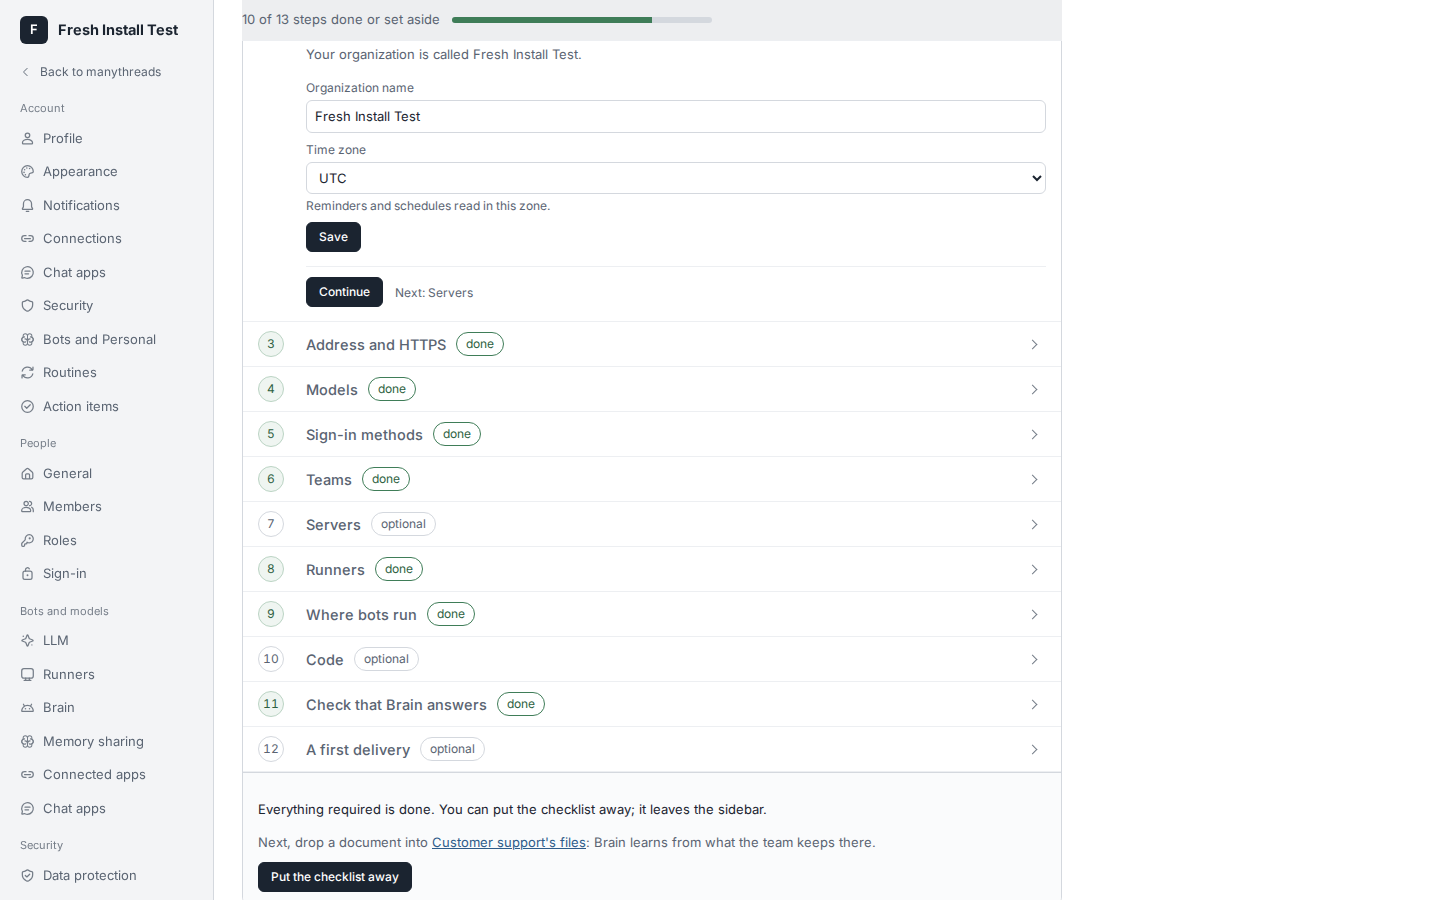 F Fresh Install Test
Back to manythreads
Account
Profile
Appearance
Notifications
Connections
Chat apps
Security
Bots and Personal
Routines
Action items
People
General
Members
Roles
Sign-in
Bots and models
LLM
Runners
Brain
Memory sharing
Connected apps
Chat apps
Security
Data protection
10 of 13 steps done or set aside
Your organization is called Fresh Install Test.
Organization name
Fresh Install Test
Time zone
UTC
Reminders and schedules read in this zone.
Save
Continue Next: Servers
3 Address and HTTPS done
4 Models done
5 Sign-in methods done
6 Teams done
7 Servers optional
8 Runners done
9 Where bots run done
10 Code optional
11 Check that Brain answers done
12 A first delivery optional
Everything required is done. You can put the checklist away; it leaves the sidebar.
Next, drop a document into Customer support's files: Brain learns from what the team keeps there.
Put the checklist away